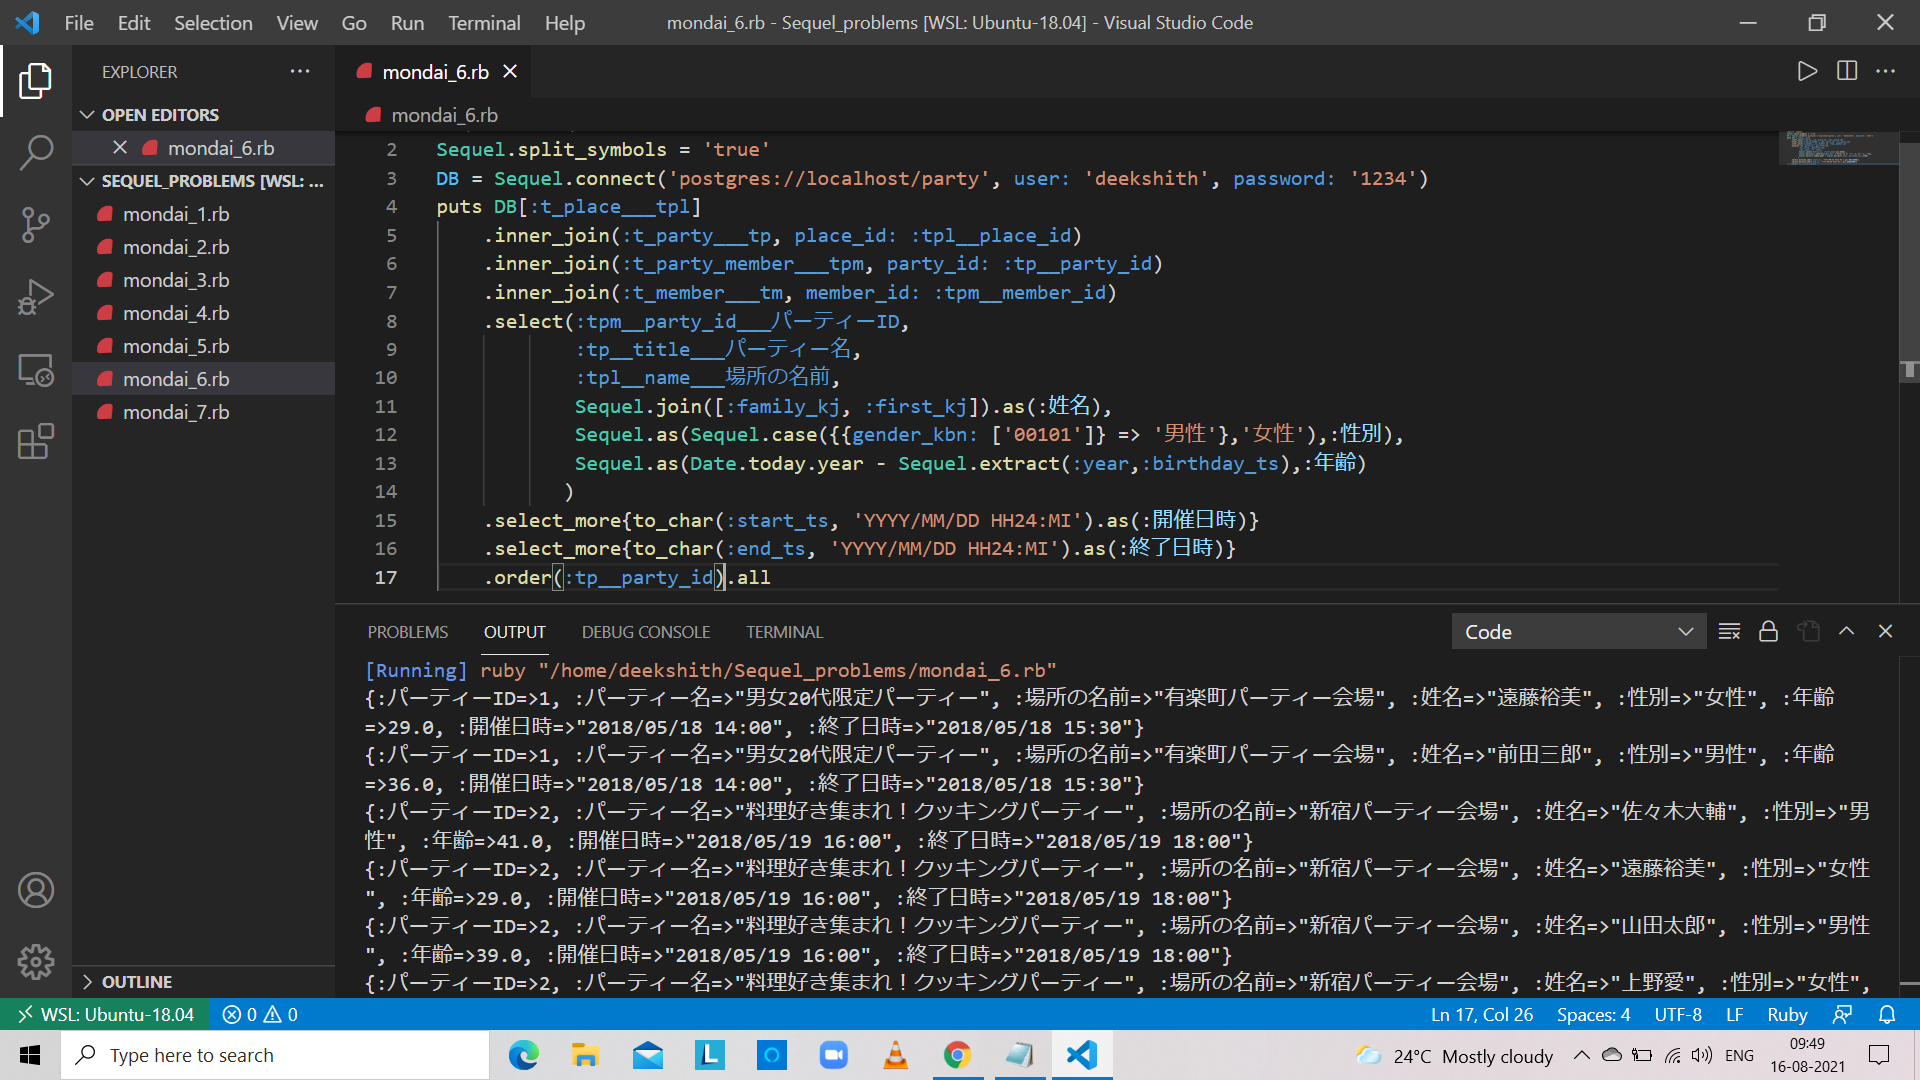 File Edit Selection View Go Run Terminal Help
mondai_6.rb - Sequel_problems [WSL: Ubuntu-18.04] - Visual Studio Code
EXPLORER
OPEN EDITORS
mondai_6.rb
SEQUEL_PROBLEMS [WSL: ...
mondai_1.rb
mondai_2.rb
mondai_3.rb
mondai_4.rb
mondai_5.rb
mondai_6.rb
mondai_7.rb
OUTLINE
mondai_6.rb
mondai_6.rb
2 Sequel.split_symbols = 'true'
3 DB = Sequel.connect('postgres://localhost/party', user: 'deekshith', password: '1234')
4 puts DB[:t_place___tpl]
5 .inner_join(:t_party___tp, place_id: :tpl__place_id)
6 .inner_join(:t_party_member___tpm, party_id: :tp__party_id)
7 .inner_join(:t_member___tm, member_id: :tpm__member_id)
8 .select(:tpm__party_id___パーティーID,
9 :tp__title___パーティー名,
10 :tpl__name___場所の名前,
11 Sequel.join([:family_kj, :first_kj]).as(:姓名),
12 Sequel.as(Sequel.case({{gender_kbn: ['00101']} => '男性'},'女性'),:性別),
13 Sequel.as(Date.today.year - Sequel.extract(:year,:birthday_ts),:年齢)
14 )
15 .select_more{to_char(:start_ts, 'YYYY/MM/DD HH24:MI').as(:開催日時)}
16 .select_more{to_char(:end_ts, 'YYYY/MM/DD HH24:MI').as(:終了日時)}
17 .order(:tp__party_id).all
PROBLEMS OUTPUT DEBUG CONSOLE TERMINAL
Code
[Running] ruby "/home/deekshith/Sequel_problems/mondai_6.rb"
{:パーティーID=>1, :パーティー名=>"男女20代限定パーティー", :場所の名前=>"有楽町パーティー会場", :姓名=>"遠藤裕美", :性別=>"女性", :年齢
=>29.0, :開催日時=>"2018/05/18 14:00", :終了日時=>"2018/05/18 15:30"}
{:パーティーID=>1, :パーティー名=>"男女20代限定パーティー", :場所の名前=>"有楽町パーティー会場", :姓名=>"前田三郎", :性別=>"男性", :年齢
=>36.0, :開催日時=>"2018/05/18 14:00", :終了日時=>"2018/05/18 15:30"}
{:パーティーID=>2, :パーティー名=>"料理好き集まれ！クッキングパーティー", :場所の名前=>"新宿パーティー会場", :姓名=>"佐々木大輔", :性別=>"男
性", :年齢=>41.0, :開催日時=>"2018/05/19 16:00", :終了日時=>"2018/05/19 18:00"}
{:パーティーID=>2, :パーティー名=>"料理好き集まれ！クッキングパーティー", :場所の名前=>"新宿パーティー会場", :姓名=>"遠藤裕美", :性別=>"女性
", :年齢=>29.0, :開催日時=>"2018/05/19 16:00", :終了日時=>"2018/05/19 18:00"}
{:パーティーID=>2, :パーティー名=>"料理好き集まれ！クッキングパーティー", :場所の名前=>"新宿パーティー会場", :姓名=>"山田太郎", :性別=>"男性
", :年齢=>39.0, :開催日時=>"2018/05/19 16:00", :終了日時=>"2018/05/19 18:00"}
{:パーティーID=>2, :パーティー名=>"料理好き集まれ！クッキングパーティー", :場所の名前=>"新宿パーティー会場", :姓名=>"上野愛", :性別=>"女性",
WSL: Ubuntu-18.04 0 0 Ln 17, Col 26 Spaces: 4 UTF-8 LF Ruby
Type here to search
L
24°C Mostly cloudy
ENG
09:49
16-08-2021